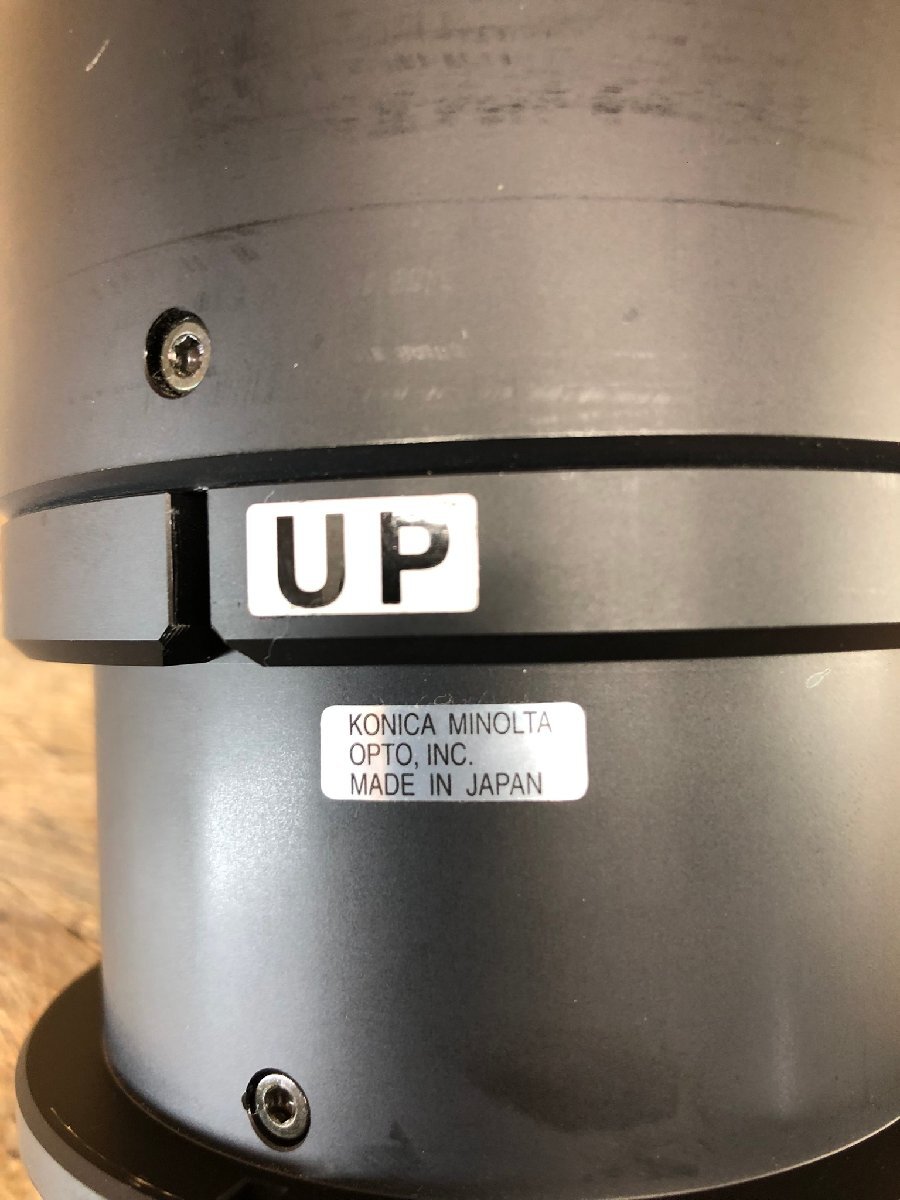 UP
KONICA MINOLTA
OPTO, INC.
MADE IN JAPAN